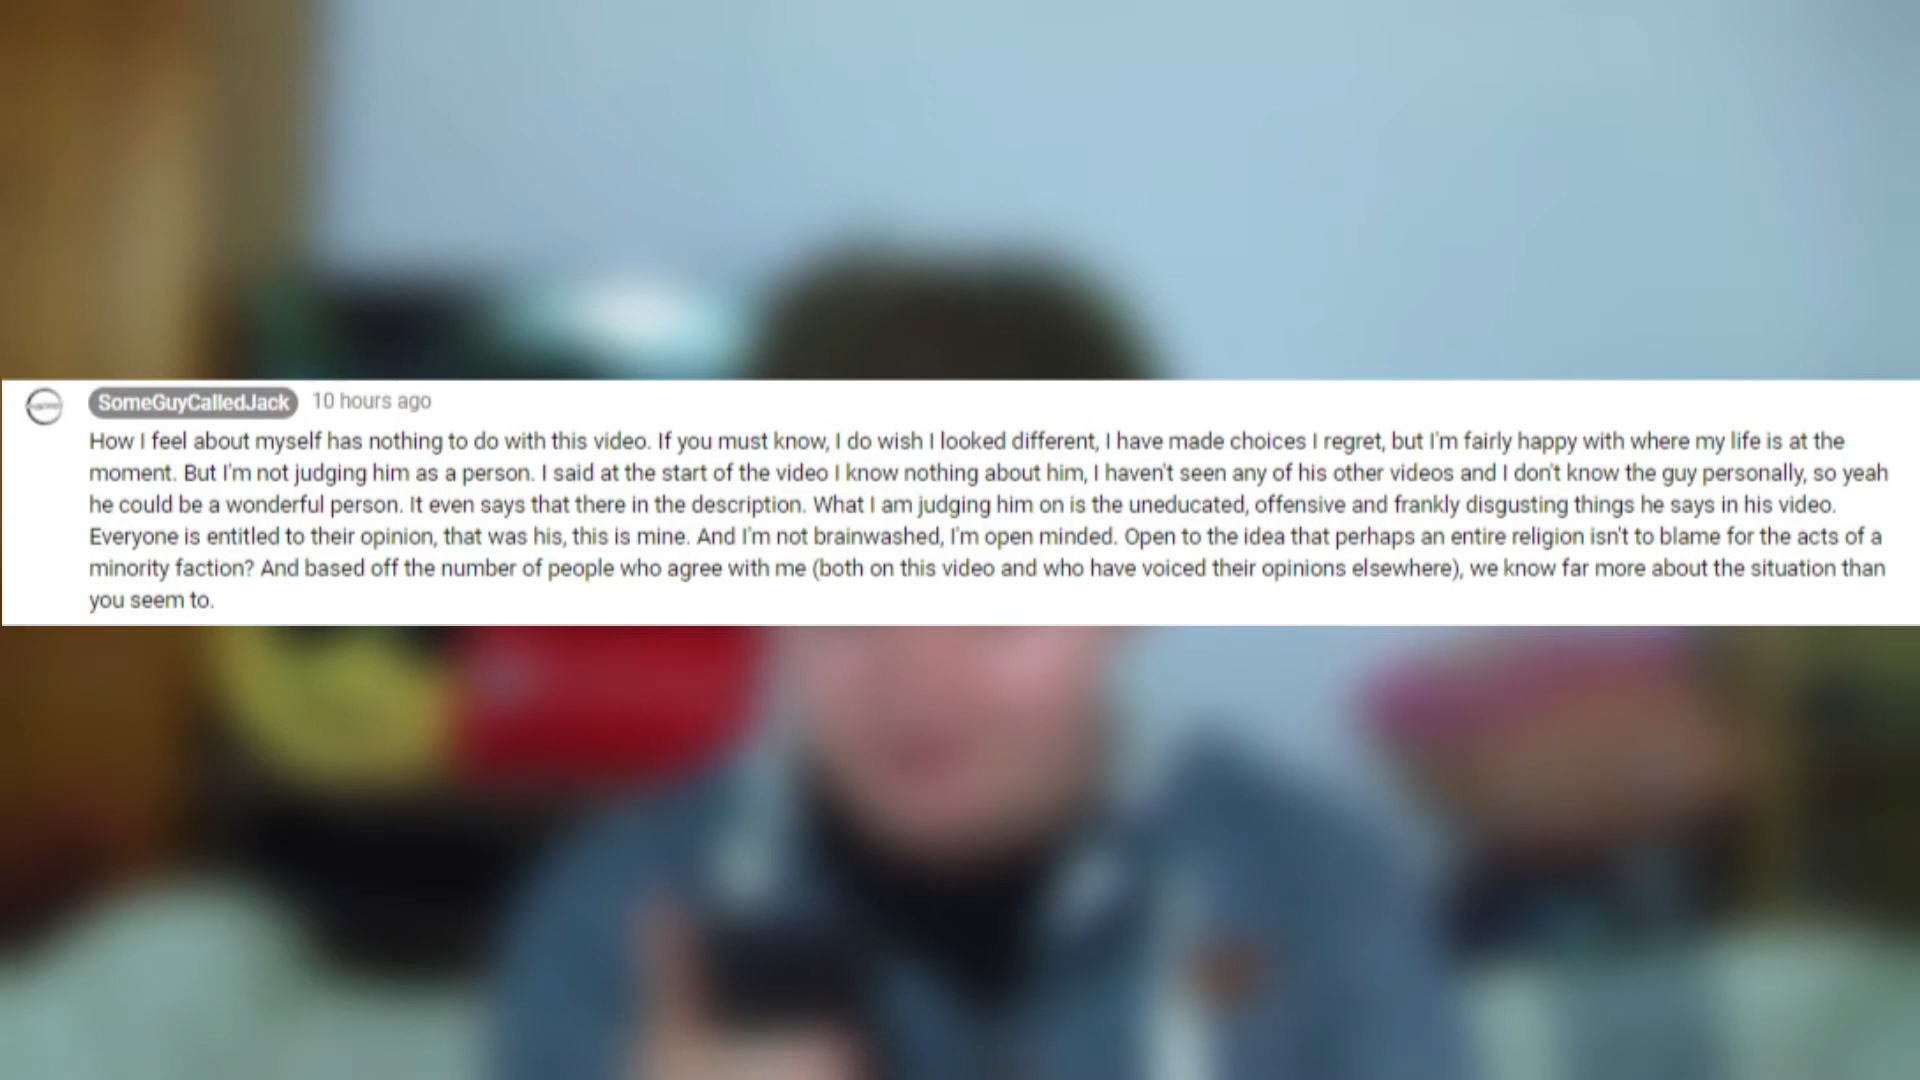 SomeGuyCalledJack 10 hours ago
How I feel about myself has nothing to do with this video. If you must know, I do wish I looked different, I have made choices I regret, but I'm fairly happy with where my life is at the
moment. But I'm not judging him as a person. I said at the start of the video I know nothing about him, I haven't seen any of his other videos and I don't know the guy personally, so yeah
he could be a wonderful person. It even says that there in the description. What I am judging him on is the uneducated, offensive and frankly disgusting things he says in his video.
Everyone is entitled to their opinion, that was his, this is mine. And I'm not brainwashed, I'm open minded. Open to the idea that perhaps an entire religion isn't to blame for the acts of a
minority faction? And based off the number of people who agree with me (both on this video and who have voiced their opinions elsewhere), we know far more about the situation than
you seem to.